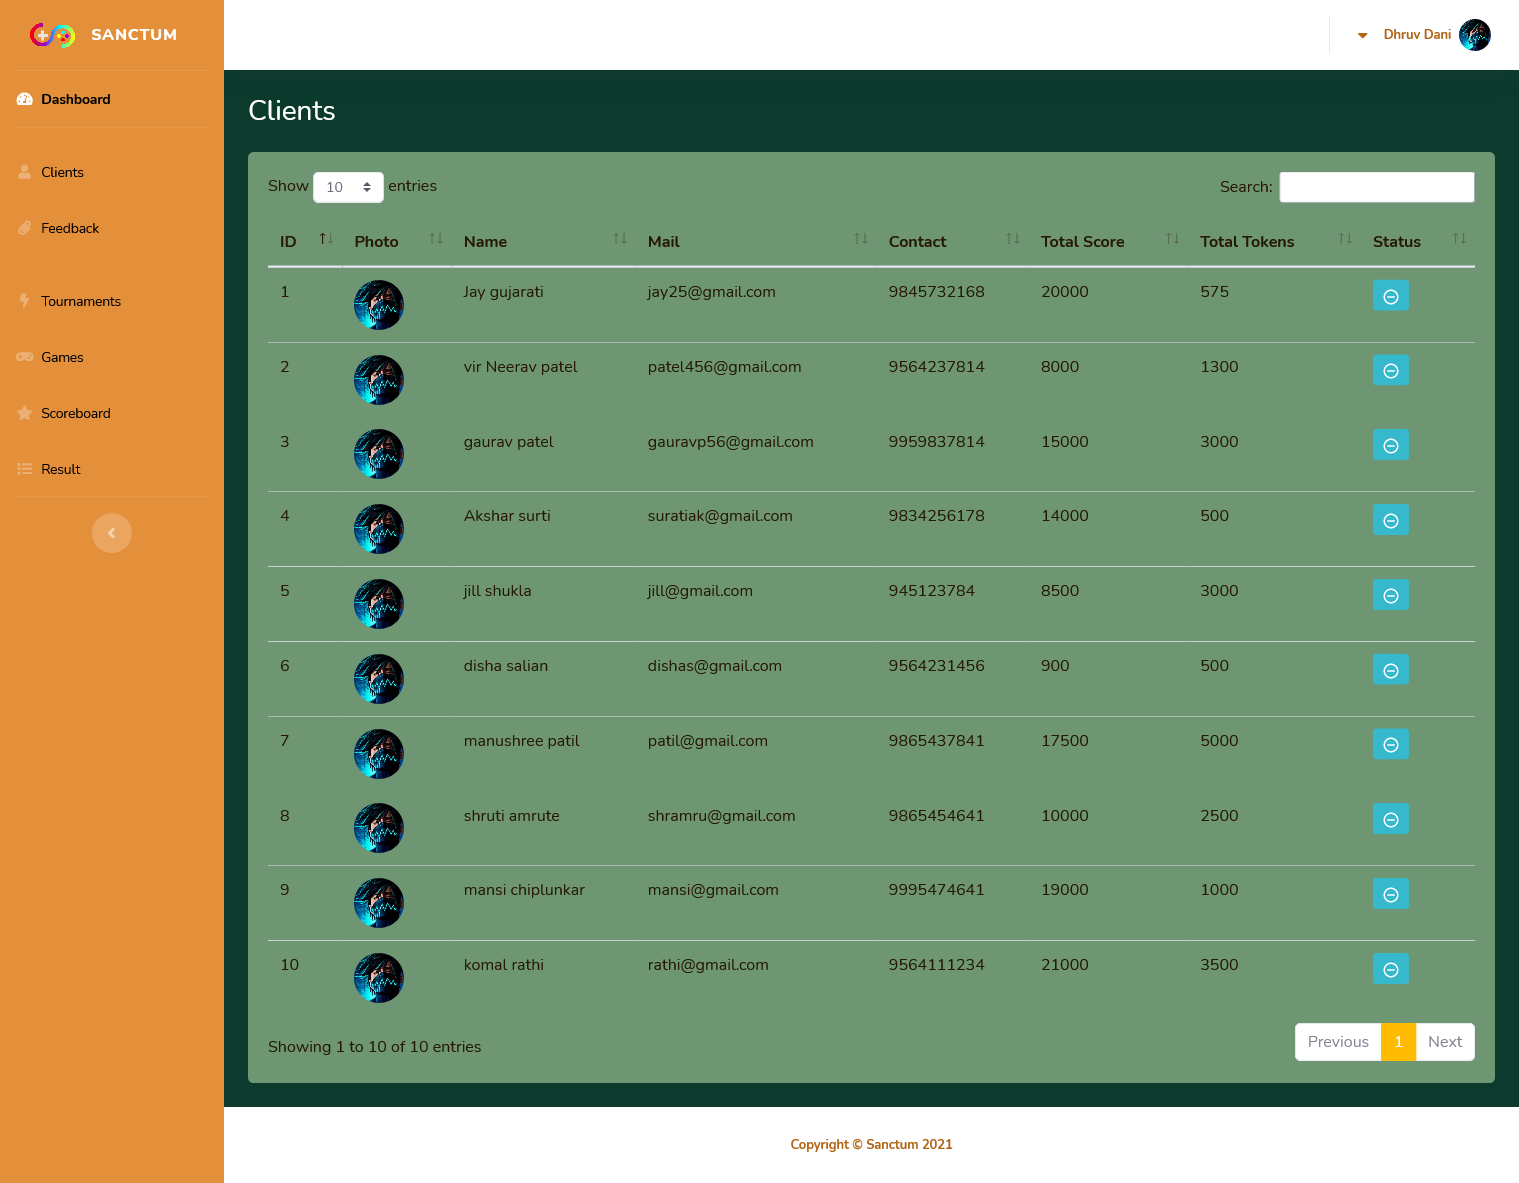 SANCTUM
Dhruv Dani
Dashboard
Clients
Feedback
Tournaments
Games
Scoreboard
Result
Clients
Show 10 entries Search:
ID Photo Name Mail Contact Total Score Total Tokens Status
1 Jay gujarati jay25@gmail.com 9845732168 20000 575
2 vir Neerav patel patel456@gmail.com 9564237814 8000 1300
3 gaurav patel gauravp56@gmail.com 9959837814 15000 3000
4 Akshar surti suratiak@gmail.com 9834256178 14000 500
5 jill shukla jill@gmail.com 945123784 8500 3000
6 disha salian dishas@gmail.com 9564231456 900 500
7 manushree patil patil@gmail.com 9865437841 17500 5000
8 shruti amrute shramru@gmail.com 9865454641 10000 2500
9 mansi chiplunkar mansi@gmail.com 9995474641 19000 1000
10 komal rathi rathi@gmail.com 9564111234 21000 3500
Showing 1 to 10 of 10 entries Previous 1 Next
Copyright © Sanctum 2021